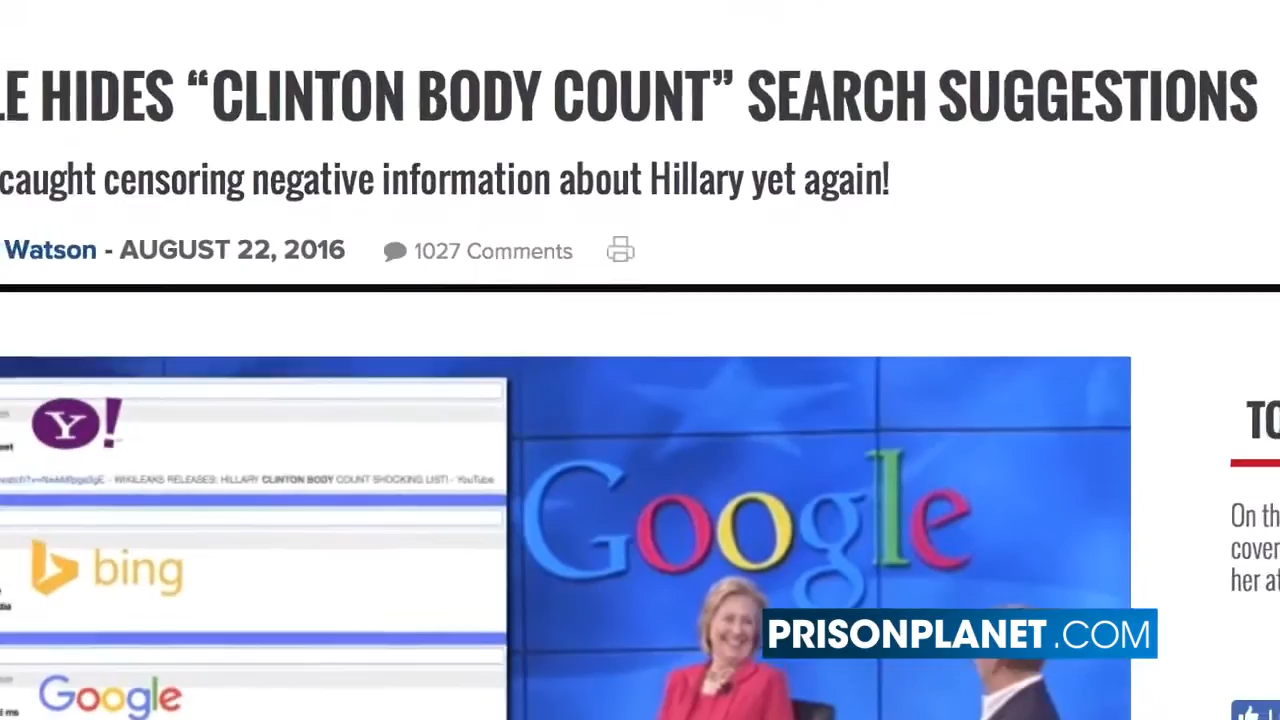 LE HIDES “CLINTON BODY COUNT” SEARCH SUGGESTIONS
caught censoring negative information about Hillary yet again!
Watson - AUGUST 22, 2016 1027 Comments
TO
Y!
On th
- WIKILEAKS RELEASES: HILLARY CLINTON BODY COUNT SHOCKING LIST! - YouTube
Google
cover
bing
her at
PRISONPLANET.COM
Google